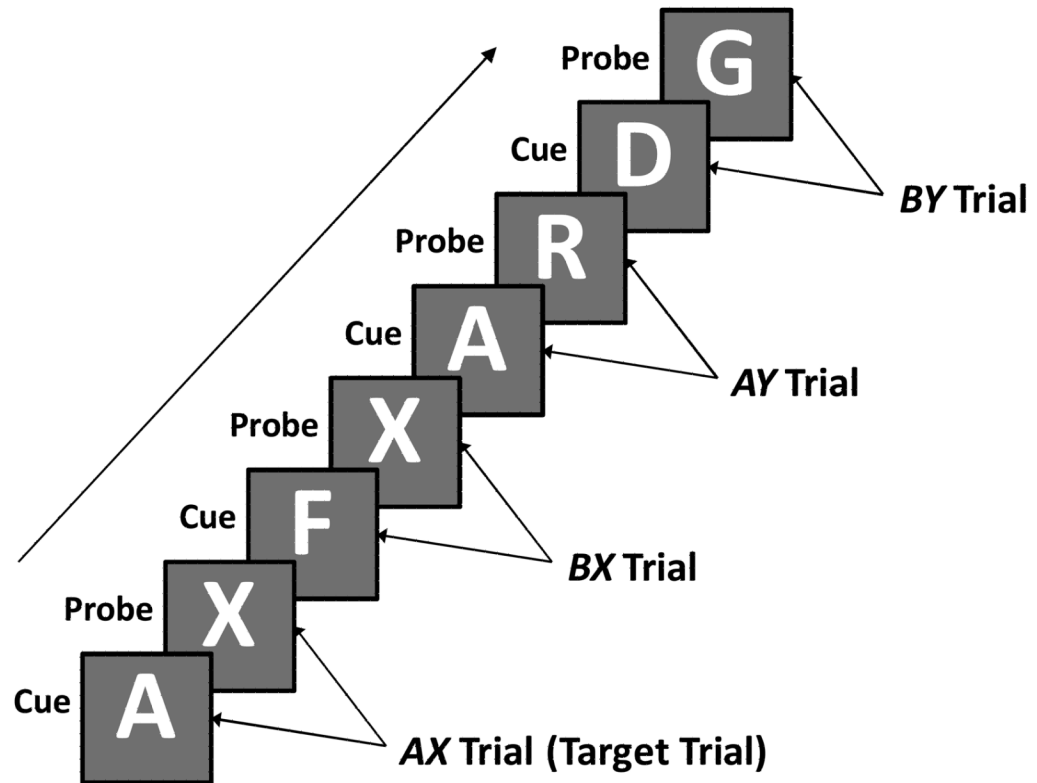 Probe G
Cue D
BY Trial
Probe R
Cue A
AY Trial
Probe X
Cue F
BX Trial
Probe X
Cue A
AX Trial (Target Trial)